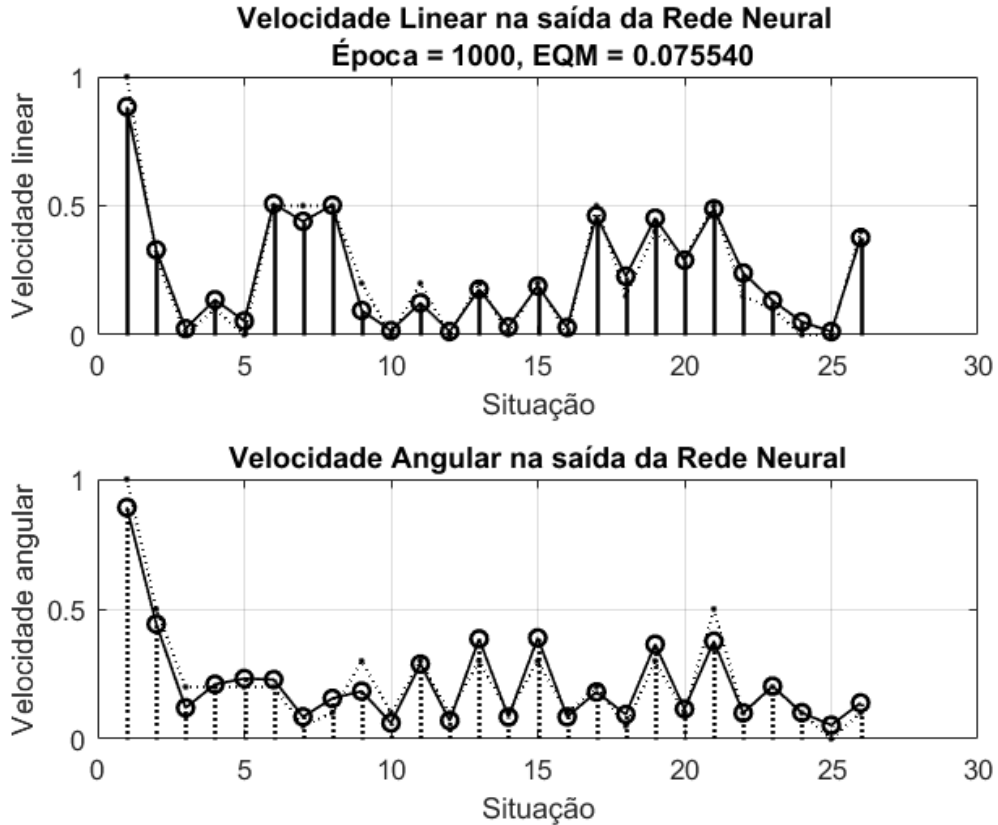 Velocidade Linear na saída da Rede Neural
Época = 1000, EQM = 0.075540
Velocidade linear
1
0.5
0
0 5 10 15 20 25 30
Situação
Velocidade Angular na saída da Rede Neural
Velocidade angular
1
0.5
0
0 5 10 15 20 25 30
Situação